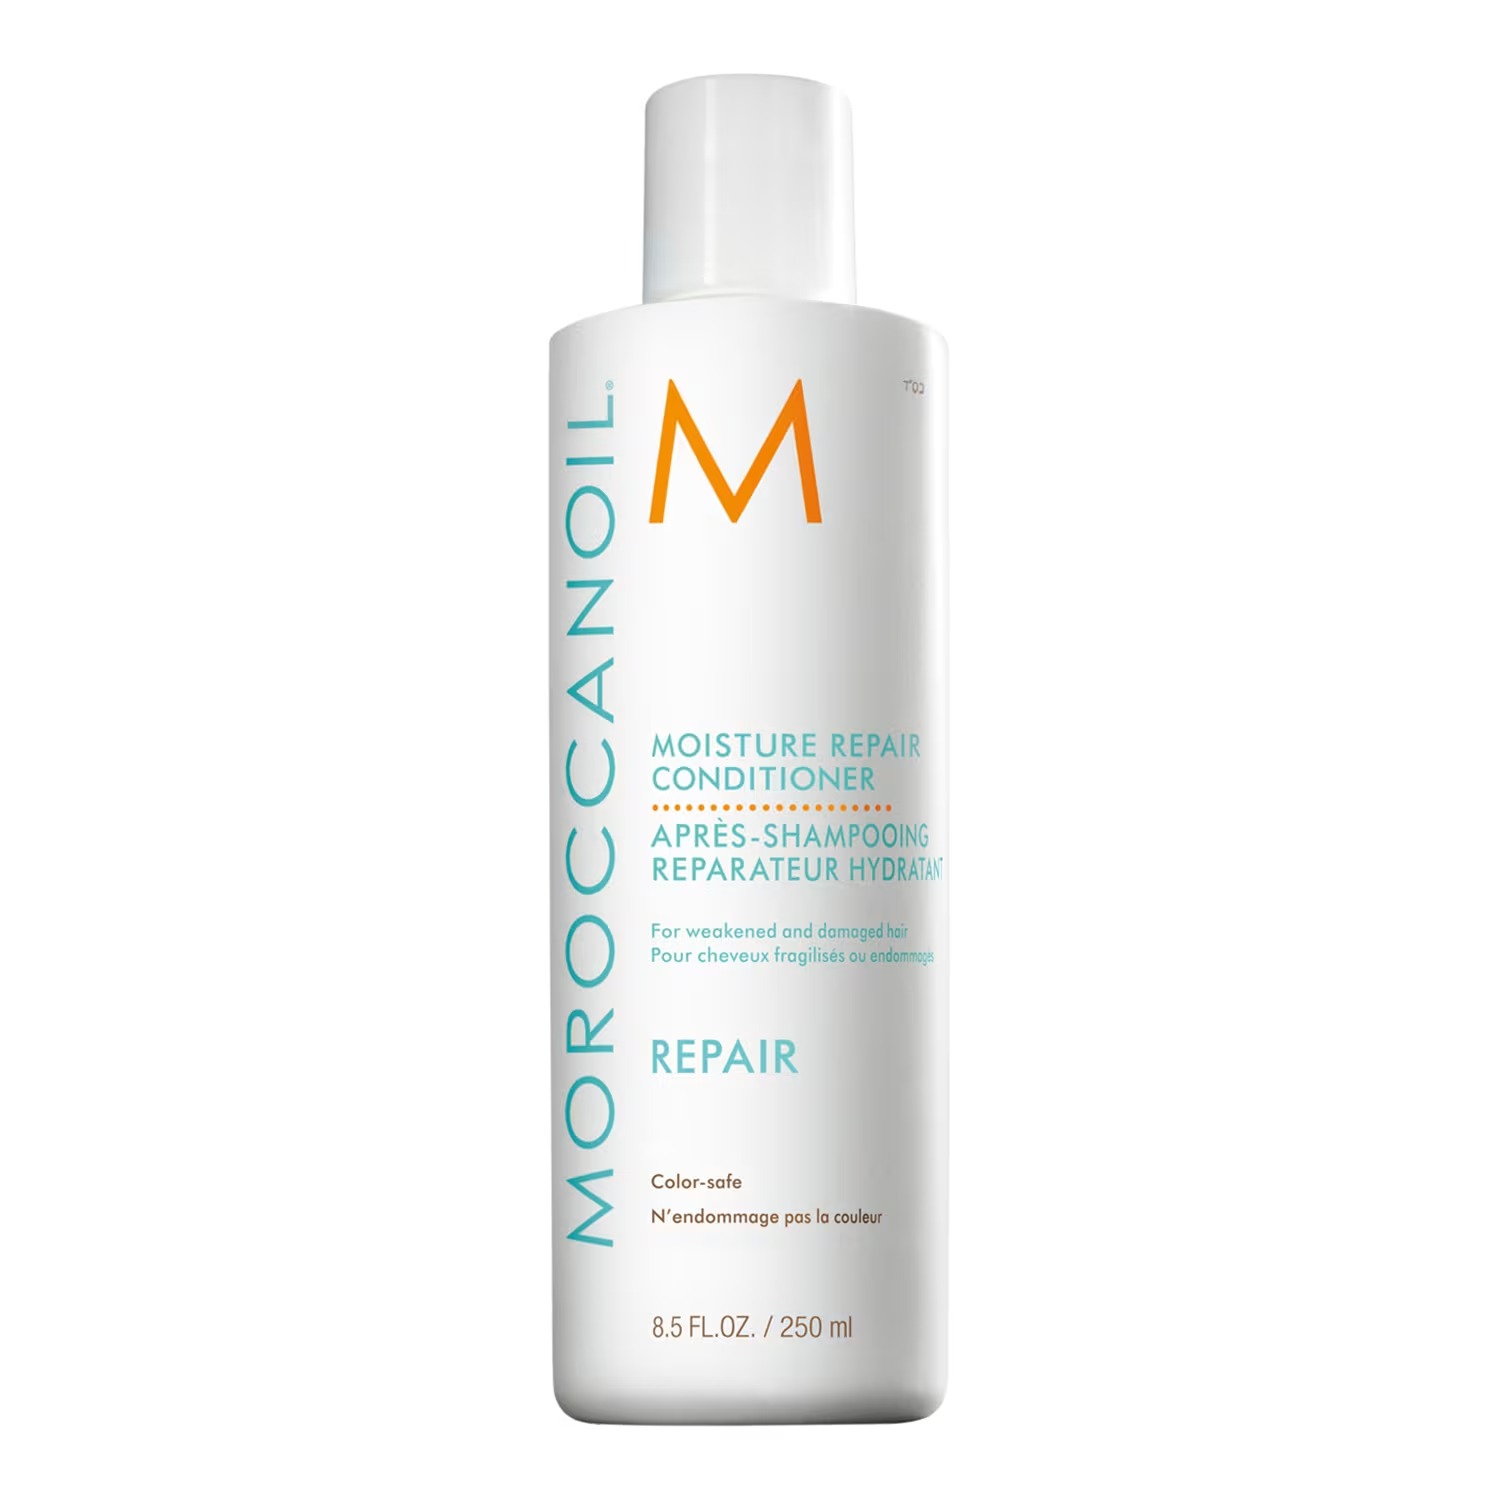 MOROCCANOIL®
M
כס"ד
MOISTURE REPAIR
CONDITIONER
APRÈS-SHAMPOOING
REPARATEUR HYDRATANT
For weakened and damaged hair
Pour cheveux fragilisés ou endommagés
REPAIR
Color-safe
N’endommage pas la couleur
8.5 FL.OZ. / 250 ml